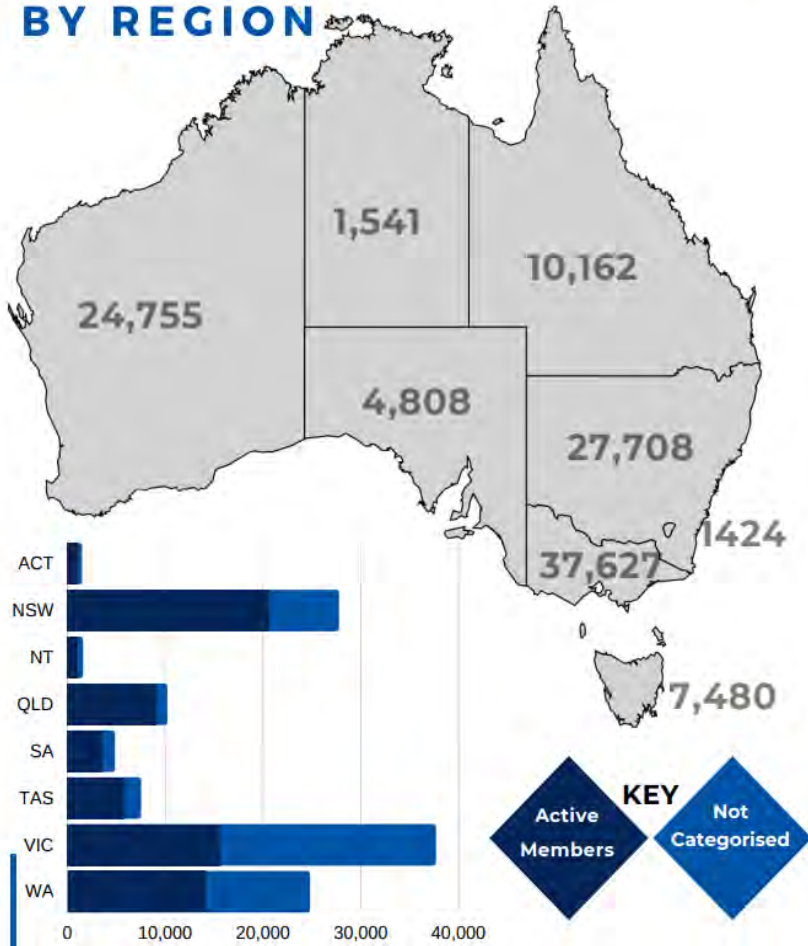 BY REGION
1,541
10,162
24,755
4,808
27,708
1424
37,627
7,480
ACT
NSW
NT
QLD
SA
TAS
VIC
WA
0 10,000 20,000 30,000 40,000
KEY
Active
Members
Not
Categorised